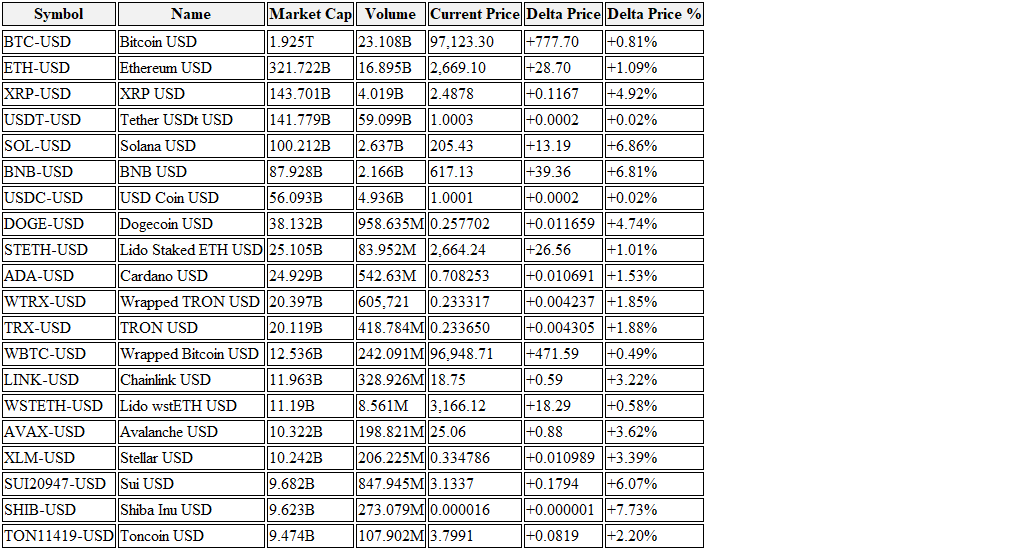 Symbol Name Market Cap Volume Current Price Delta Price Delta Price %
BTC-USD Bitcoin USD 1.925T 23.108B 97,123.30 +777.70 +0.81%
ETH-USD Ethereum USD 321.722B 16.895B 2,669.10 +28.70 +1.09%
XRP-USD XRP USD 143.701B 4.019B 2.4878 +0.1167 +4.92%
USDT-USD Tether USDt USD 141.779B 59.099B 1.0003 +0.0002 +0.02%
SOL-USD Solana USD 100.212B 2.637B 205.43 +13.19 +6.86%
BNB-USD BNB USD 87.928B 2.166B 617.13 +39.36 +6.81%
USDC-USD USD Coin USD 56.093B 4.936B 1.0001 +0.0002 +0.02%
DOGE-USD Dogecoin USD 38.132B 958.635M 0.257702 +0.011659 +4.74%
STETH-USD Lido Staked ETH USD 25.105B 83.952M 2,664.24 +26.56 +1.01%
ADA-USD Cardano USD 24.929B 542.63M 0.708253 +0.010691 +1.53%
WTRX-USD Wrapped TRON USD 20.397B 605,721 0.233317 +0.004237 +1.85%
TRX-USD TRON USD 20.119B 418.784M 0.233650 +0.004305 +1.88%
WBTC-USD Wrapped Bitcoin USD 12.536B 242.091M 96,948.71 +471.59 +0.49%
LINK-USD Chainlink USD 11.963B 328.926M 18.75 +0.59 +3.22%
WSTETH-USD Lido wstETH USD 11.19B 8.561M 3,166.12 +18.29 +0.58%
AVAX-USD Avalanche USD 10.322B 198.821M 25.06 +0.88 +3.62%
XLM-USD Stellar USD 10.242B 206.225M 0.334786 +0.010989 +3.39%
SUI20947-USD Sui USD 9.682B 847.945M 3.1337 +0.1794 +6.07%
SHIB-USD Shiba Inu USD 9.623B 273.079M 0.000016 +0.000001 +7.73%
TON11419-USD Toncoin USD 9.474B 107.902M 3.7991 +0.0819 +2.20%